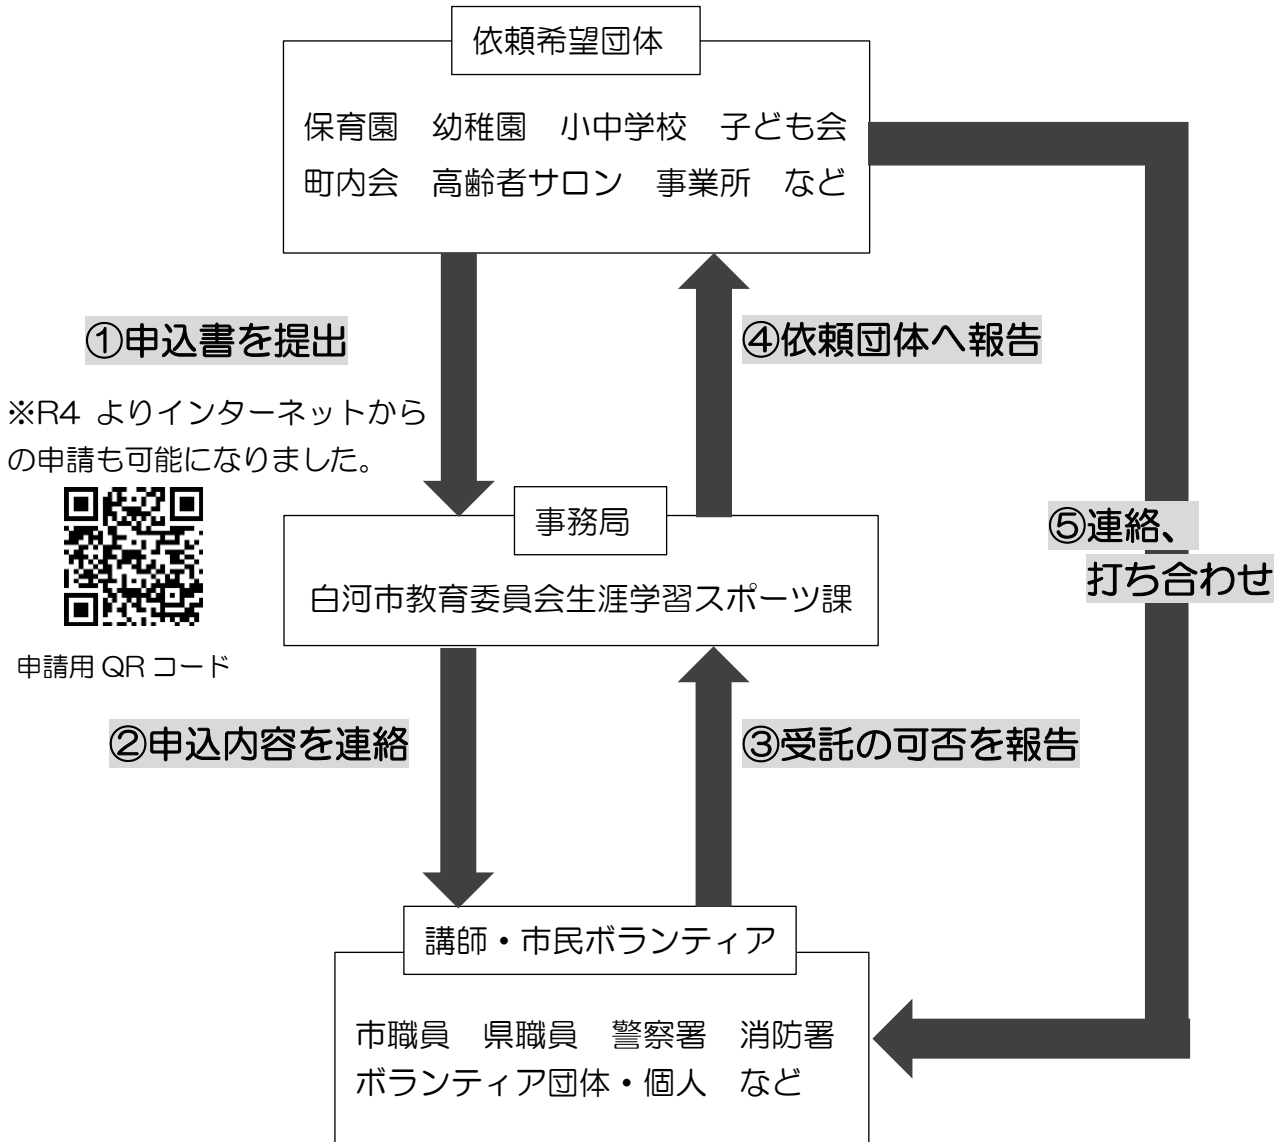 依頼希望団体
保育園　幼稚園　小中学校　子ども会
町内会　高齢者サロン　事業所　など
①申込書を提出
④依頼団体へ報告
※R4 よりインターネットから
の申請も可能になりました。
申請用 QR コード
事務局
白河市教育委員会生涯学習スポーツ課
⑤連絡、
打ち合わせ
②申込内容を連絡
③受託の可否を報告
講師・市民ボランティア
市職員　県職員　警察署　消防署
ボランティア団体・個人　など